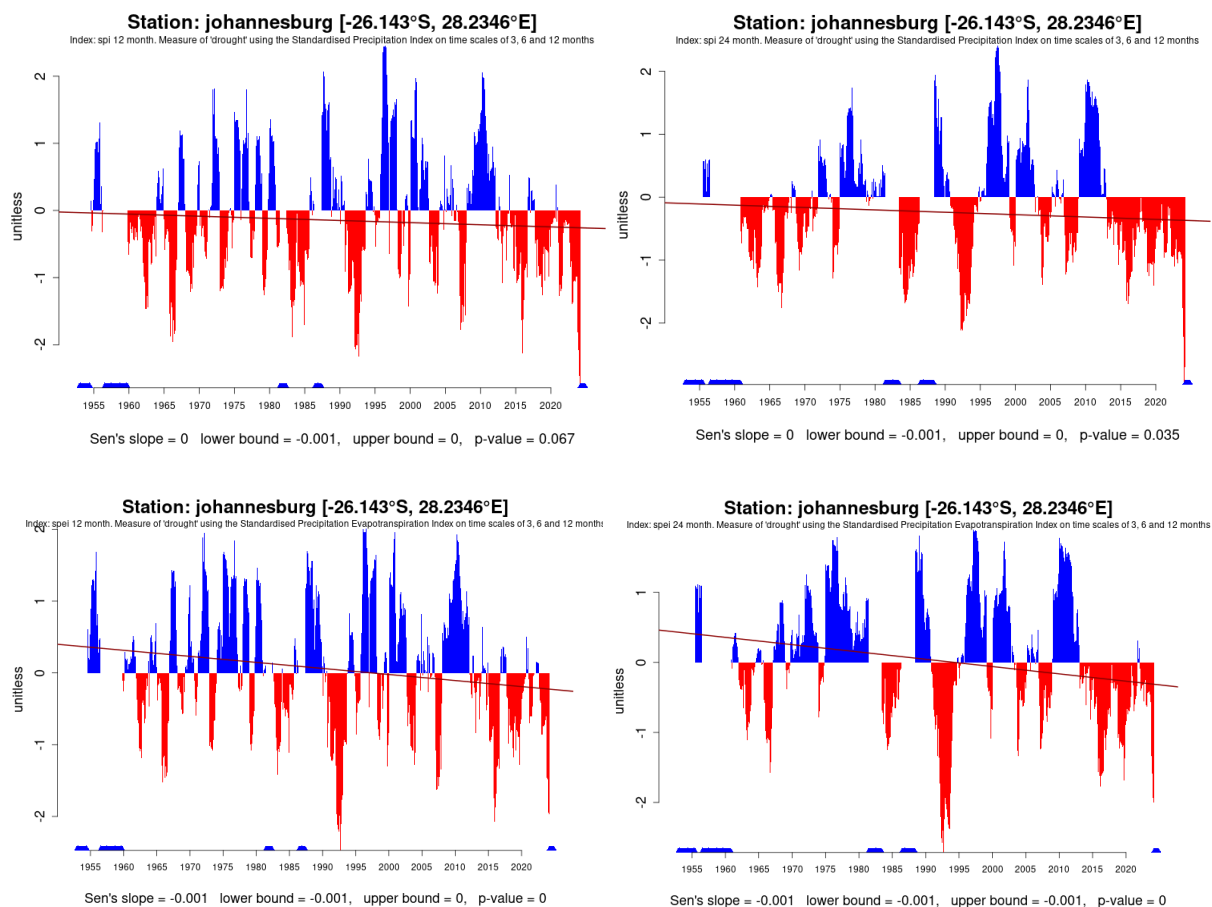 Station: johannesburg [-26.143°S, 28.2346°E]
Index: spi 12 month. Measure of 'drought' using the Standardised Precipitation Index on time scales of 3, 6 and 12 months
unitless
2
1
0
-1
-2
1955 1960 1965 1970 1975 1980 1985 1990 1995 2000 2005 2010 2015 2020
Sen's slope = 0 lower bound = -0.001, upper bound = 0, p-value = 0.067
Station: johannesburg [-26.143°S, 28.2346°E]
Index: spi 24 month. Measure of 'drought' using the Standardised Precipitation Index on time scales of 3, 6 and 12 months
unitless
2
1
0
-1
-2
1955 1960 1965 1970 1975 1980 1985 1990 1995 2000 2005 2010 2015 2020
Sen's slope = 0 lower bound = -0.001, upper bound = 0, p-value = 0.035
Station: johannesburg [-26.143°S, 28.2346°E]
Index: spei 12 month. Measure of 'drought' using the Standardised Precipitation Evapotranspiration Index on time scales of 3, 6 and 12 months
unitless
2
1
0
-1
-2
1955 1960 1965 1970 1975 1980 1985 1990 1995 2000 2005 2010 2015 2020
Sen's slope = -0.001 lower bound = -0.001, upper bound = 0, p-value = 0
Station: johannesburg [-26.143°S, 28.2346°E]
Index: spei 24 month. Measure of 'drought' using the Standardised Precipitation Evapotranspiration Index on time scales of 3, 6 and 12 months
unitless
1
0
-1
-2
1955 1960 1965 1970 1975 1980 1985 1990 1995 2000 2005 2010 2015 2020
Sen's slope = -0.001 lower bound = -0.001, upper bound = -0.001, p-value = 0